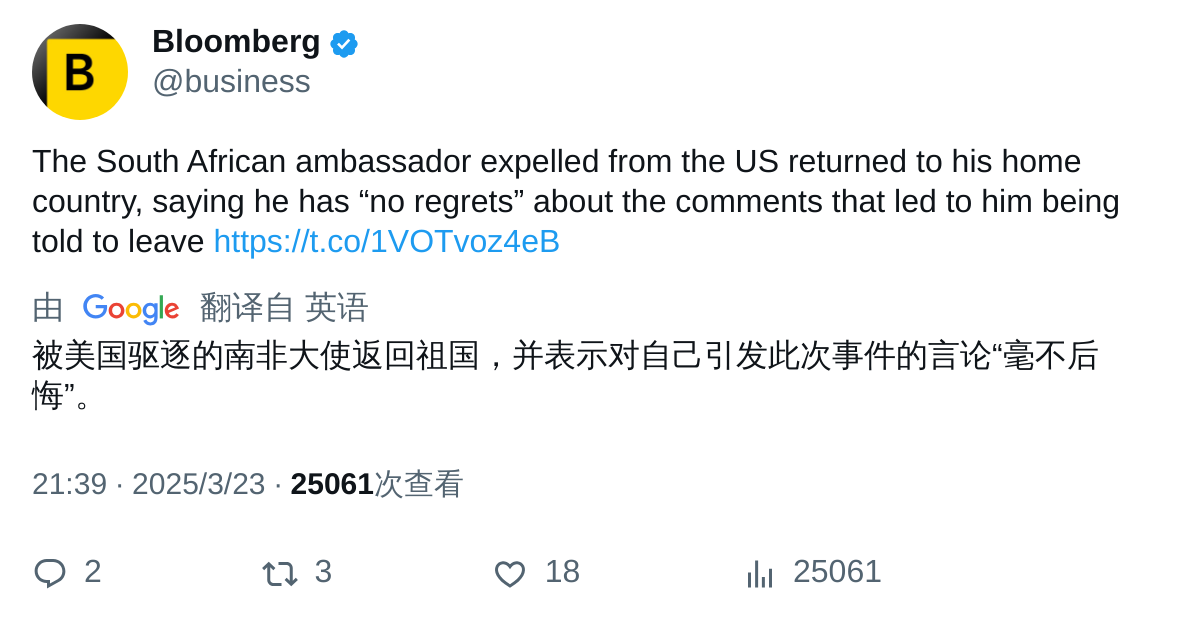 B
Bloomberg
@business
The South African ambassador expelled from the US returned to his home
country, saying he has “no regrets” about the comments that led to him being
told to leave https://t.co/1VOTvoz4eB
由 Google 翻译自 英语
被美国驱逐的南非大使返回祖国，并表示对自己引发此次事件的言论“毫不后
悔”。
21:39 · 2025/3/23 · 25061次查看
2 3 18 25061